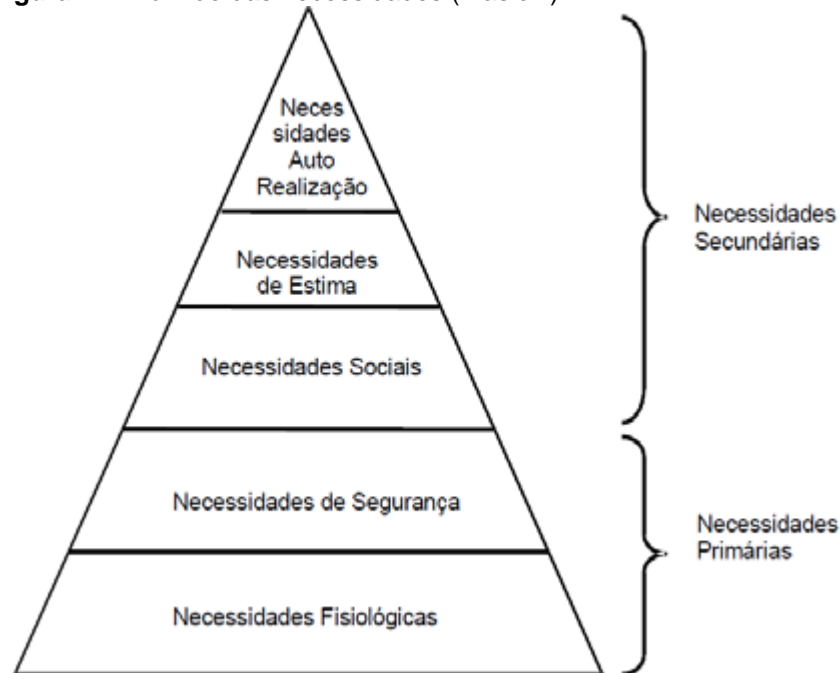 Neces
sidades
Auto
Realização
Necessidades
de Estima
Necessidades Sociais
Necessidades de Segurança
Necessidades Fisiológicas
Necessidades
Secundárias
Necessidades
Primárias